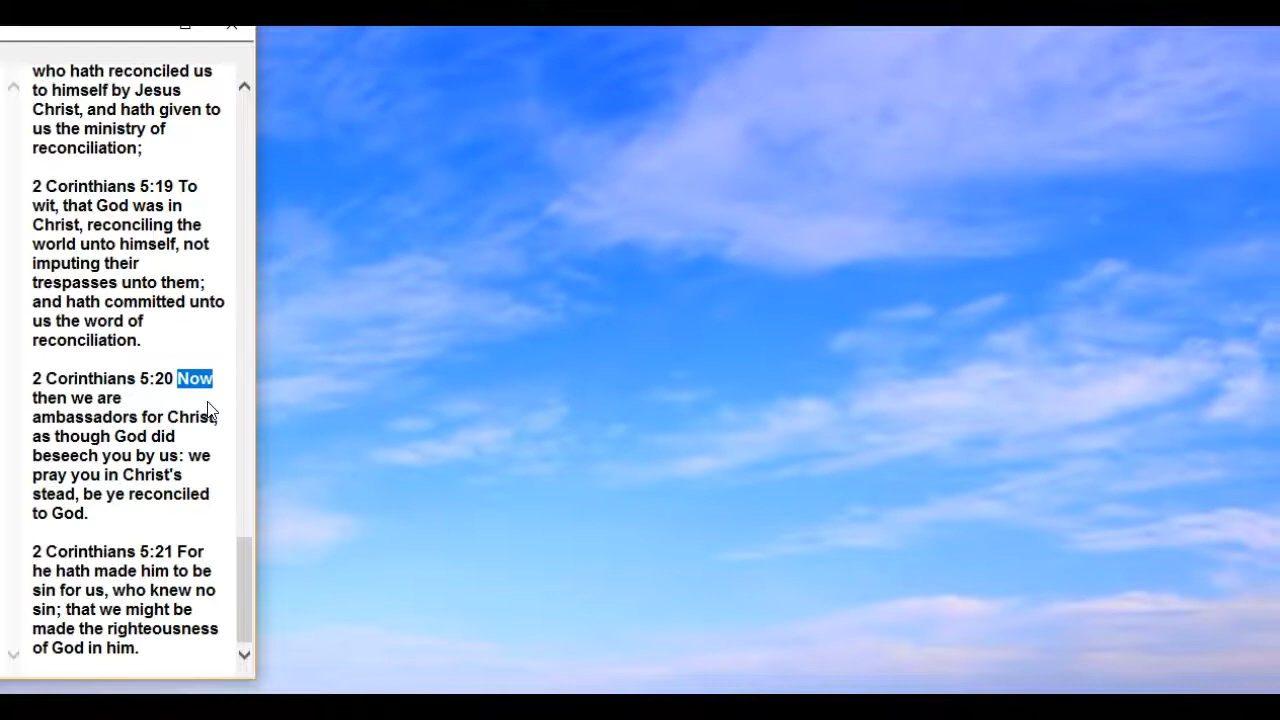 who hath reconciled us
to himself by Jesus
Christ, and hath given to
us the ministry of
reconciliation;
2 Corinthians 5:19 To
wit, that God was in
Christ, reconciling the
world unto himself, not
imputing their
trespasses unto them;
and hath committed unto
us the word of
reconciliation.
2 Corinthians 5:20 Now
then we are
ambassadors for Christ,
as though God did
beseech you by us: we
pray you in Christ's
stead, be ye reconciled
to God.
2 Corinthians 5:21 For
he hath made him to be
sin for us, who knew no
sin; that we might be
made the righteousness
of God in him.